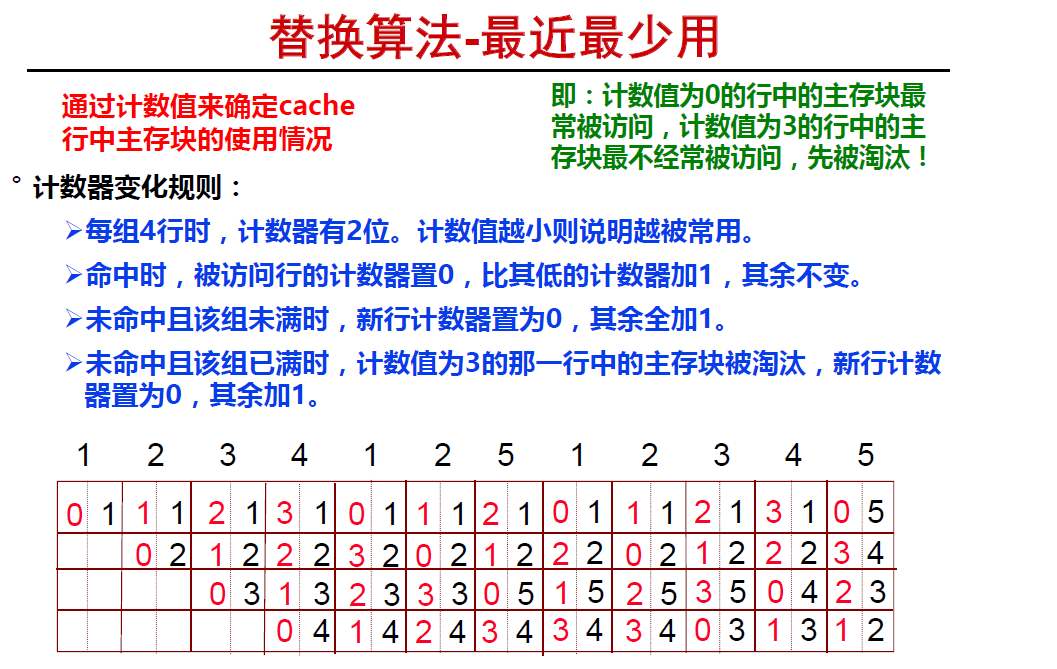 替换算法-最近最少用
通过计数值来确定cache
行中主存块的使用情况
即：计数值为0的行中的主存块最
常被访问，计数值为3的行中的主
存块最不经常被访问，先被淘汰！
° 计数器变化规则：
➢每组4行时，计数器有2位。计数值越小则说明越被常用。
➢命中时，被访问行的计数器置0，比其低的计数器加1，其余不变。
➢未命中且该组未满时，新行计数器置为0，其余全加1。
➢未命中且该组已满时，计数值为3的那一行中的主存块被淘汰，新行计数
器置为0，其余加1。
1 2 3 4 1 2 5 1 2 3 4 5
0 1 1 1 2 1 3 1 0 1 1 1 2 1 0 1 1 1 2 1 3 1 0 5
0 2 1 2 2 2 3 2 0 2 1 2 2 2 0 2 1 2 2 2 3 4
0 3 1 3 2 3 3 3 0 5 1 5 2 5 3 5 0 4 2 3
0 4 1 4 2 4 3 4 3 4 3 4 0 3 1 3 1 2